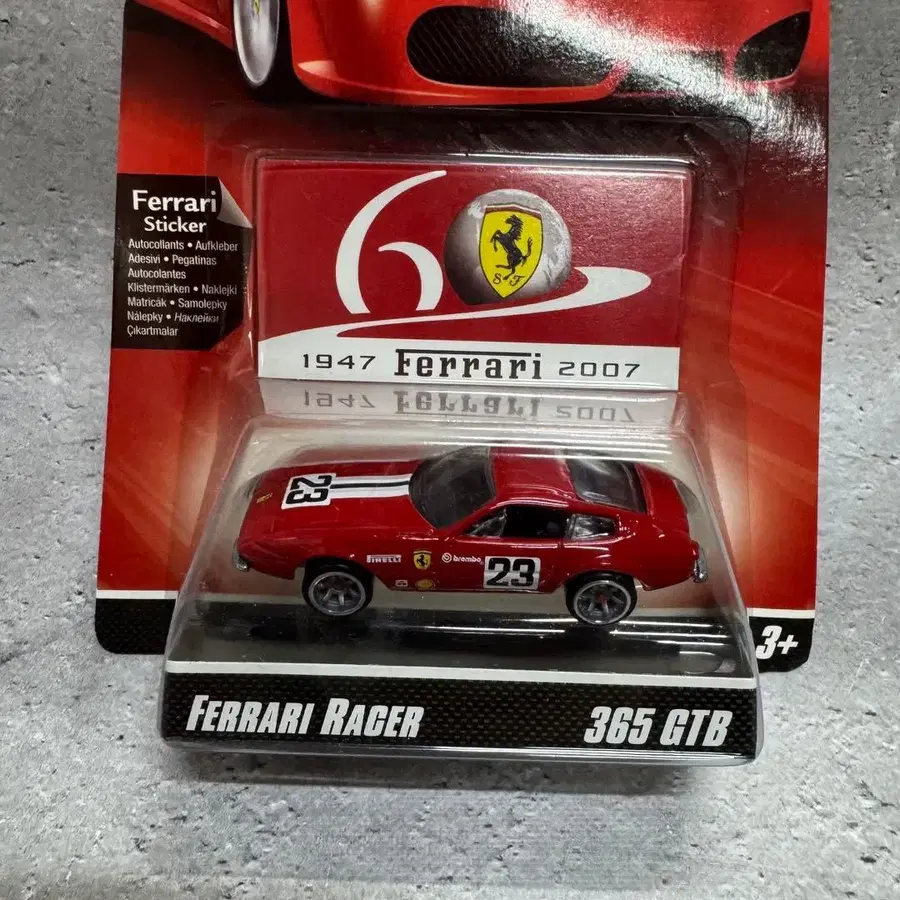 Ferrari
Sticker
Autocollants • Aufkleber
Adesivi • Pegatinas
Autocolantes
Klistermärken • Naklejki
Matricák • Samolepky
Nálepky • Наклейки
Çıkartmalar
60
S F
1947 Ferrari 2007
23
PIRELLI
brembo
23
3+
FERRARI RACER
365 GTB